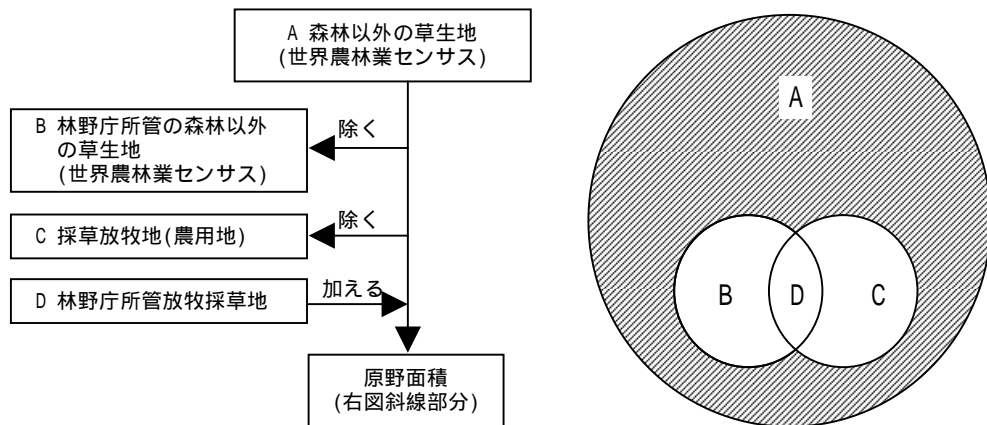 A 森林以外の草生地
(世界農林業センサス)
B 林野庁所管の森林以外
の草生地
(世界農林業センサス)
除く
C 採草放牧地(農用地)
除く
D 林野庁所管放牧採草地
加える
原野面積
(右図斜線部分)
A
B
D
C